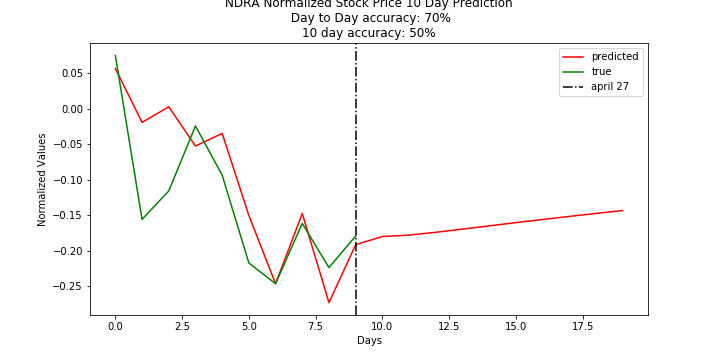 NDRA Normalized Stock Price 10 Day Prediction
Day to Day accuracy: 70%
10 day accuracy: 50%
predicted
true
april 27
Normalized Values
0.05
0.00
−0.05
−0.10
−0.15
−0.20
−0.25
0.0 2.5 5.0 7.5 10.0 12.5 15.0 17.5
Days